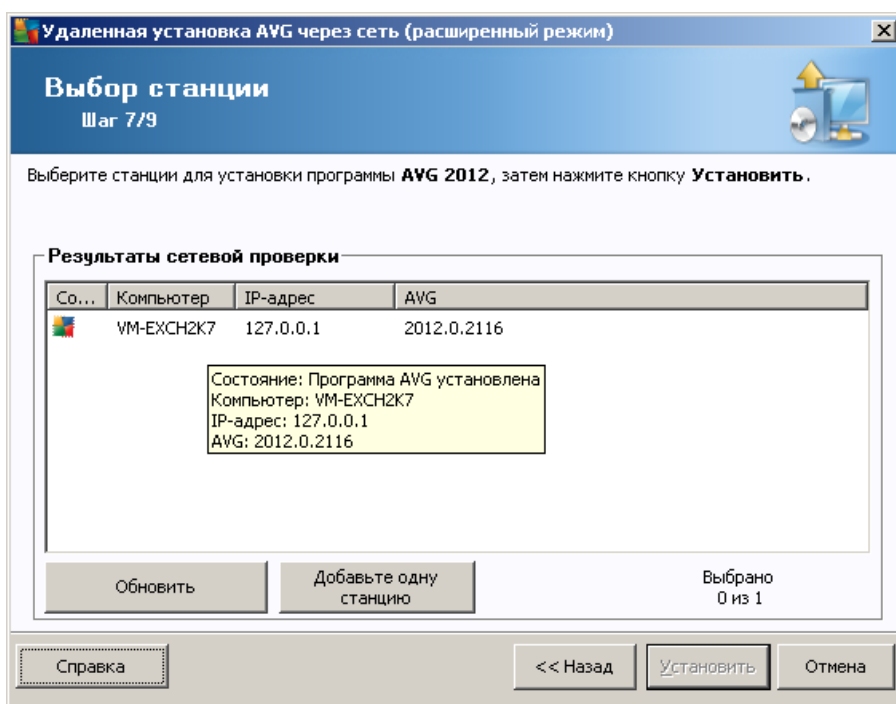 Удаленная установка AVG через сеть (расширенный режим)
Выбор станции
Шаг 7/9
Выберите станции для установки программы AVG 2012, затем нажмите кнопку Установить.
Результаты сетевой проверки
Со... Компьютер IP-адрес AVG
VM-EXCH2K7 127.0.0.1 2012.0.2116
Состояние: Программа AVG установлена
Компьютер: VM-EXCH2K7
IP-адрес: 127.0.0.1
AVG: 2012.0.2116
Обновить
Добавьте одну
станцию
Выбрано
0 из 1
Справка
<< Назад
Установить
Отмена